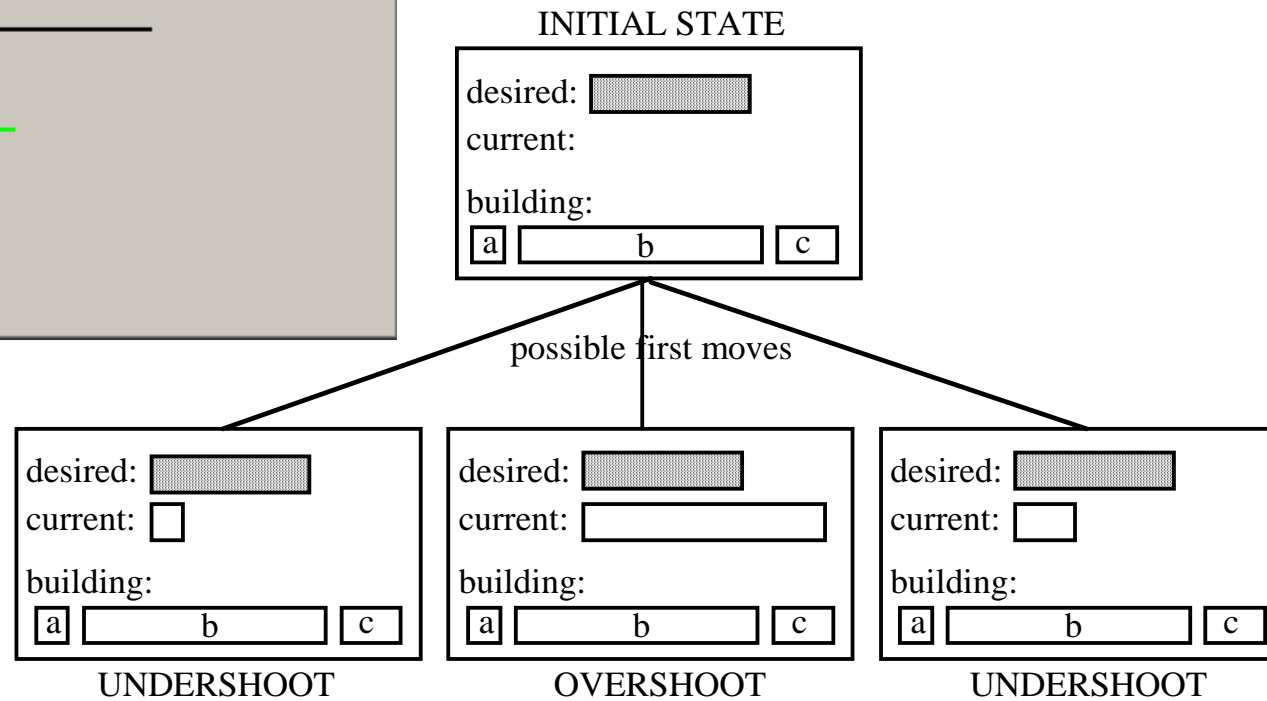 INITIAL STATE
desired:
current:
building:
a b c
possible first moves
desired:
current:
building:
a b c
UNDERSHOOT
desired:
current:
building:
a b c
OVERSHOOT
desired:
current:
building:
a b c
UNDERSHOOT